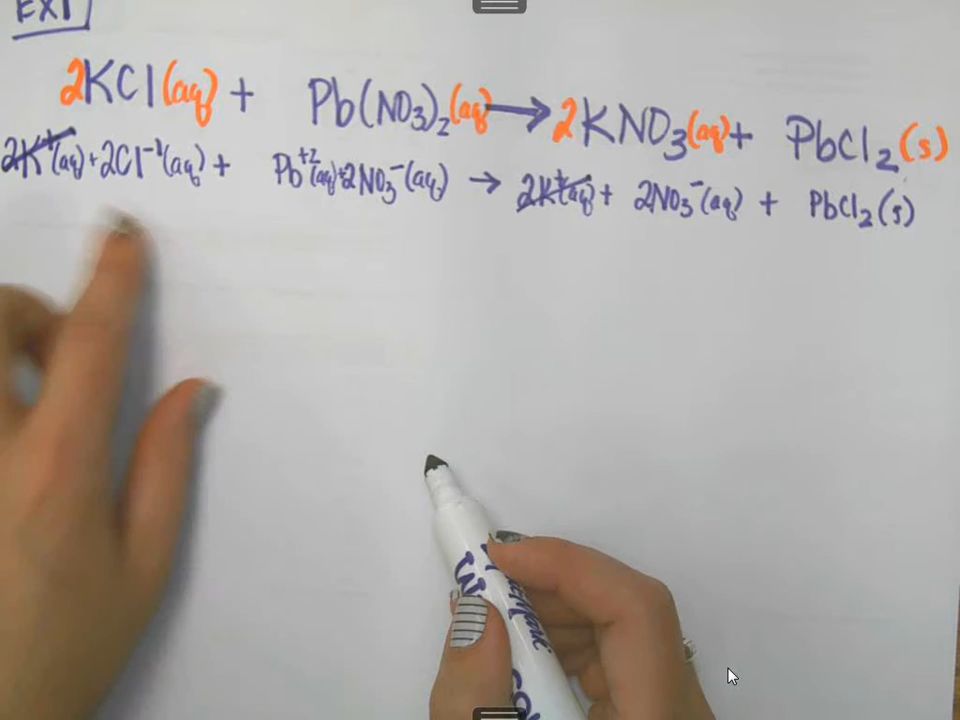 EX1
2KCl(aq) + Pb(NO₃)₂(aq) → 2KNO₃(aq) + PbCl₂(s)
2K⁺(aq) + 2Cl⁻¹(aq) + Pb⁺²(aq) + 2NO₃⁻(aq) → 2K⁺(aq) + 2NO₃⁻(aq) + PbCl₂(s)